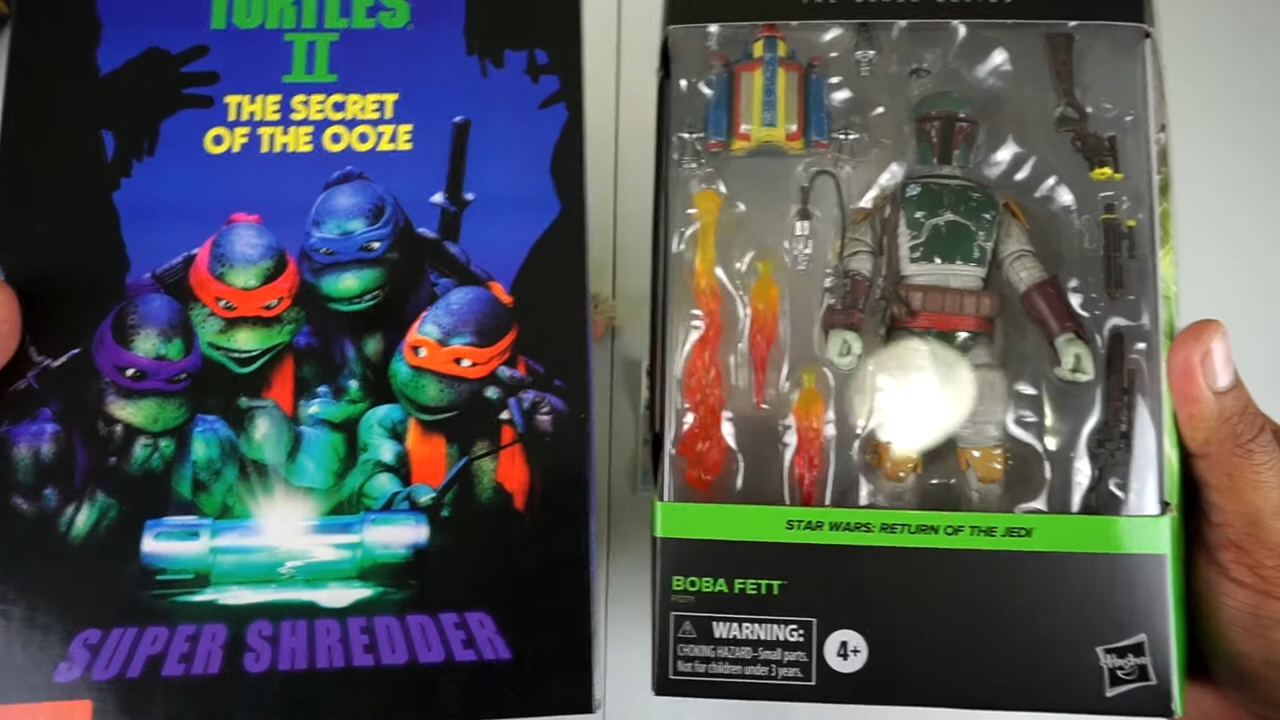 TURTLES
II
THE SECRET
OF THE OOZE
SUPER SHREDDER
STAR WARS: RETURN OF THE JEDI
BOBA FETT
WARNING:
CHOKING HAZARD–Small parts.
Not for children under 3 years.
4+
Hasbro